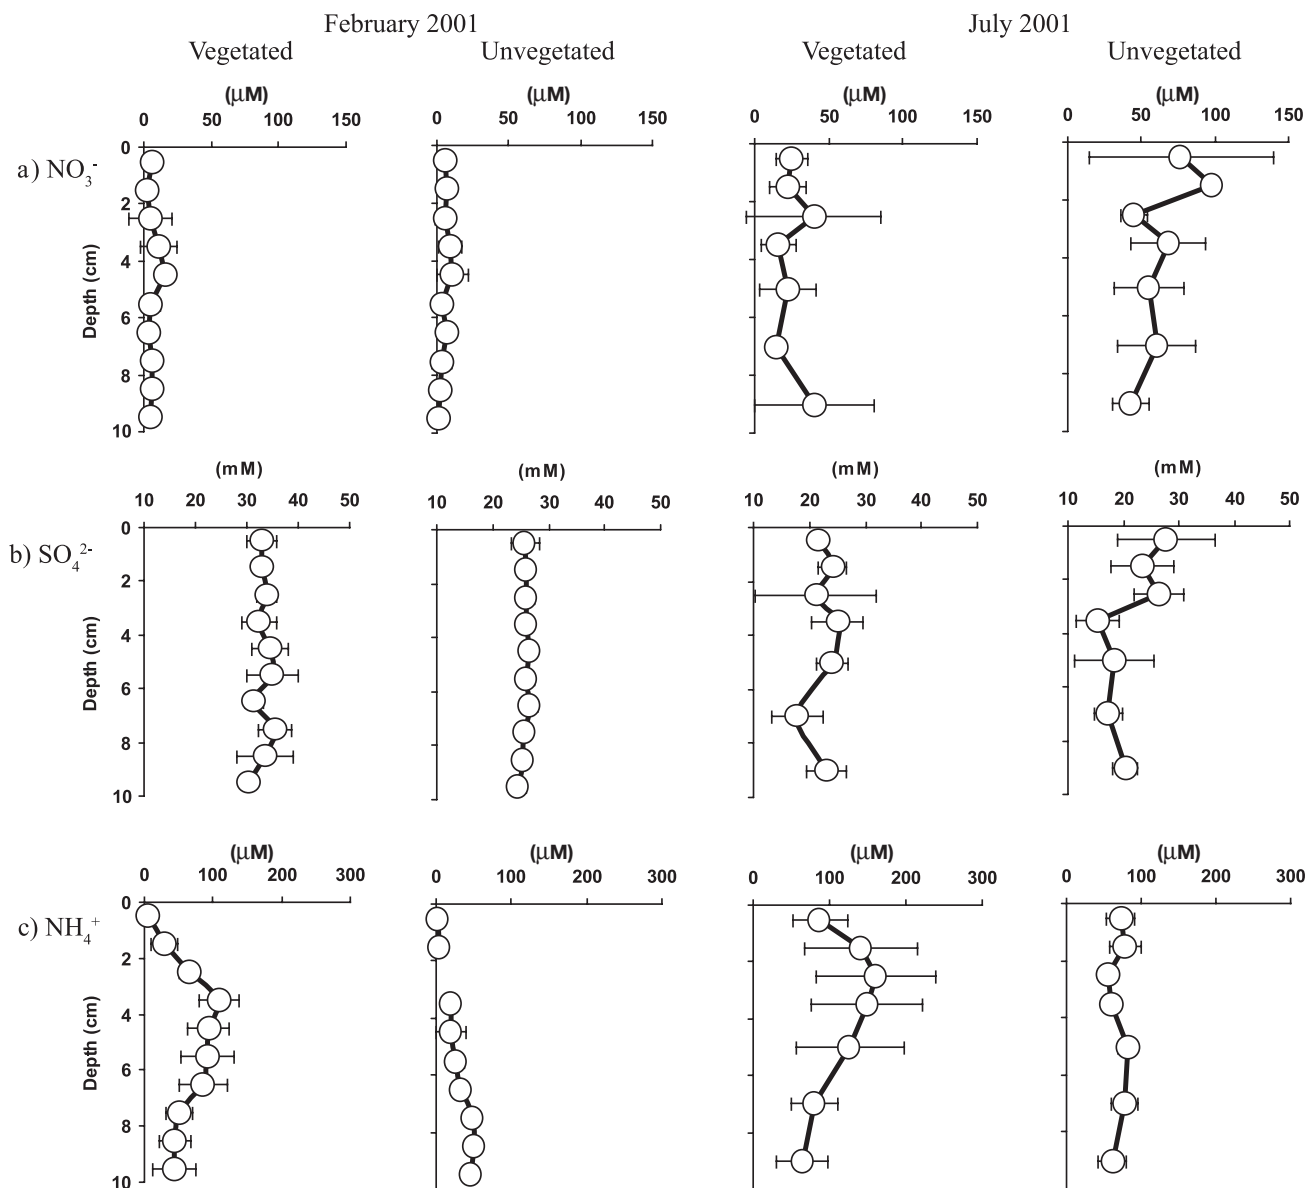 February 2001 July 2001
Vegetated Unvegetated Vegetated Unvegetated
(µM) (µM) (µM) (µM)
0 50 100 150 0 50 100 150 0 50 100 150 0 50 100 150
a) NO₃⁻
Depth (cm)
0
2
4
6
8
10
(mM) (mM) (mM) (mM)
10 20 30 40 50 10 20 30 40 50 10 20 30 40 50 10 20 30 40 50
b) SO₄²⁻
Depth (cm)
0
2
4
6
8
10
(µM) (µM) (µM) (µM)
0 100 200 300 0 100 200 300 0 100 200 300 0 100 200 300
c) NH₄⁺
Depth (cm)
0
2
4
6
8
10